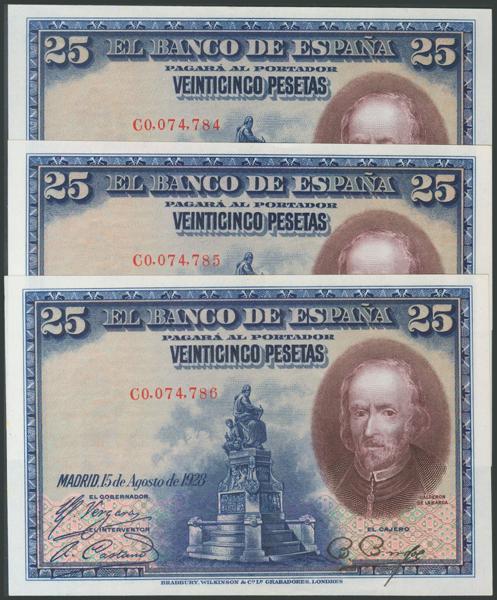 25 EL BANCO DE ESPAÑA 25
PAGARÁ AL PORTADOR
VEINTICINCO PESETAS
C0,074,784
25 EL BANCO DE ESPAÑA 25
PAGARÁ AL PORTADOR
VEINTICINCO PESETAS
C0,074,785
25 EL BANCO DE ESPAÑA 25
PAGARÁ AL PORTADOR
VEINTICINCO PESETAS
C0,074,786
MADRID, 15 de Agosto de 1928
CALDERON
DE LA BARCA
EL GOBERNADOR
EL INTERVENTOR
EL CAJERO
BRADBURY, WILKINSON & Cº Lº GRABADORES, LONDRES